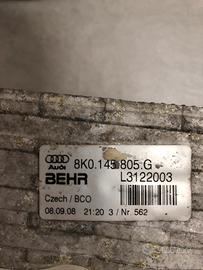 Audi
8K0.145.805.G
BEHR
L3122003
Czech / BCO
08.09.08
21:20 3 / Nr. 562